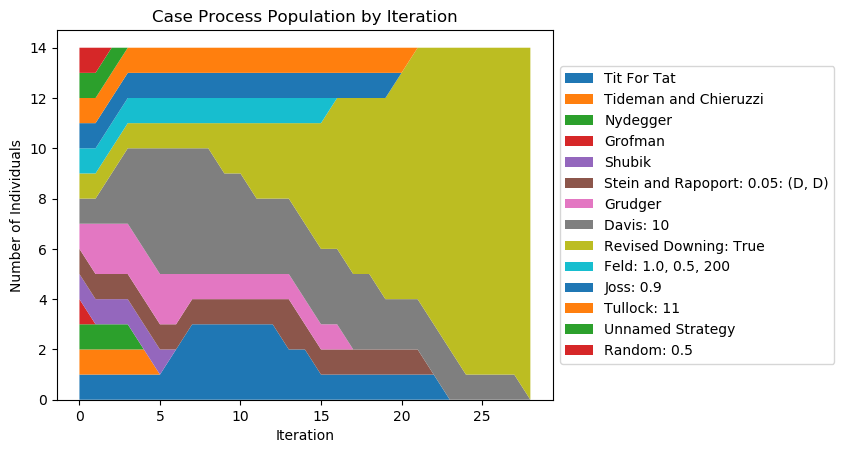 Case Process Population by Iteration
Number of Individuals
14
12
10
8
6
4
2
0
0 5 10 15 20 25
Iteration
Tit For Tat
Tideman and Chieruzzi
Nydegger
Grofman
Shubik
Stein and Rapoport: 0.05: (D, D)
Grudger
Davis: 10
Revised Downing: True
Feld: 1.0, 0.5, 200
Joss: 0.9
Tullock: 11
Unnamed Strategy
Random: 0.5